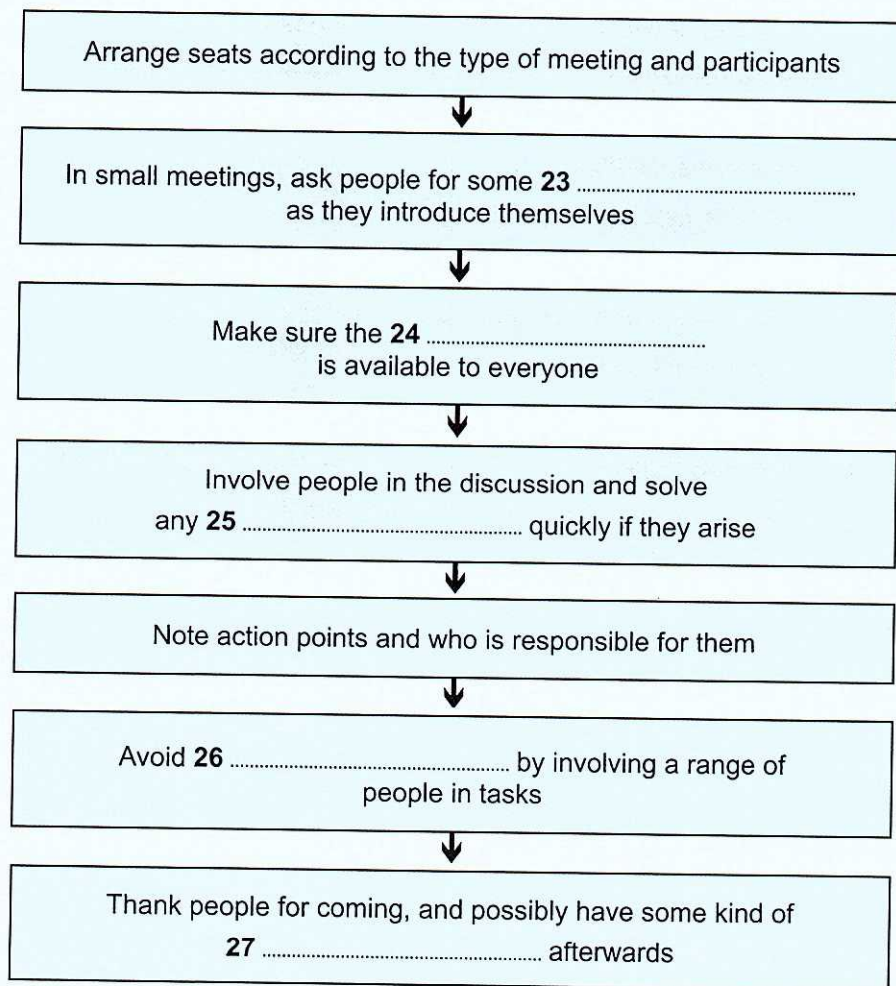 Arrange seats according to the type of meeting and participants
In small meetings, ask people for some 23 ..............................
as they introduce themselves
Make sure the 24 ..............................
is available to everyone
Involve people in the discussion and solve
any 25 .............................. quickly if they arise
Note action points and who is responsible for them
Avoid 26 .............................. by involving a range of
people in tasks
Thank people for coming, and possibly have some kind of
27 .............................. afterwards